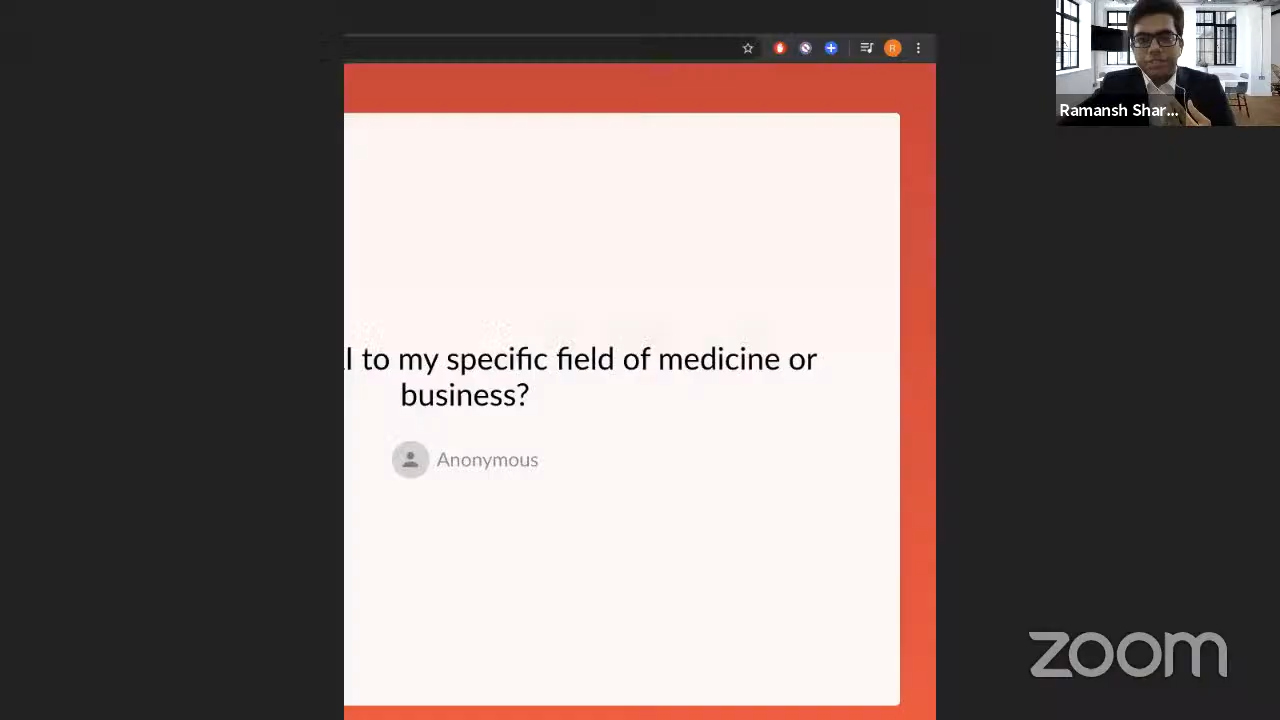 R
Ramansh Shar...
l to my specific field of medicine or
business?
Anonymous
zoom